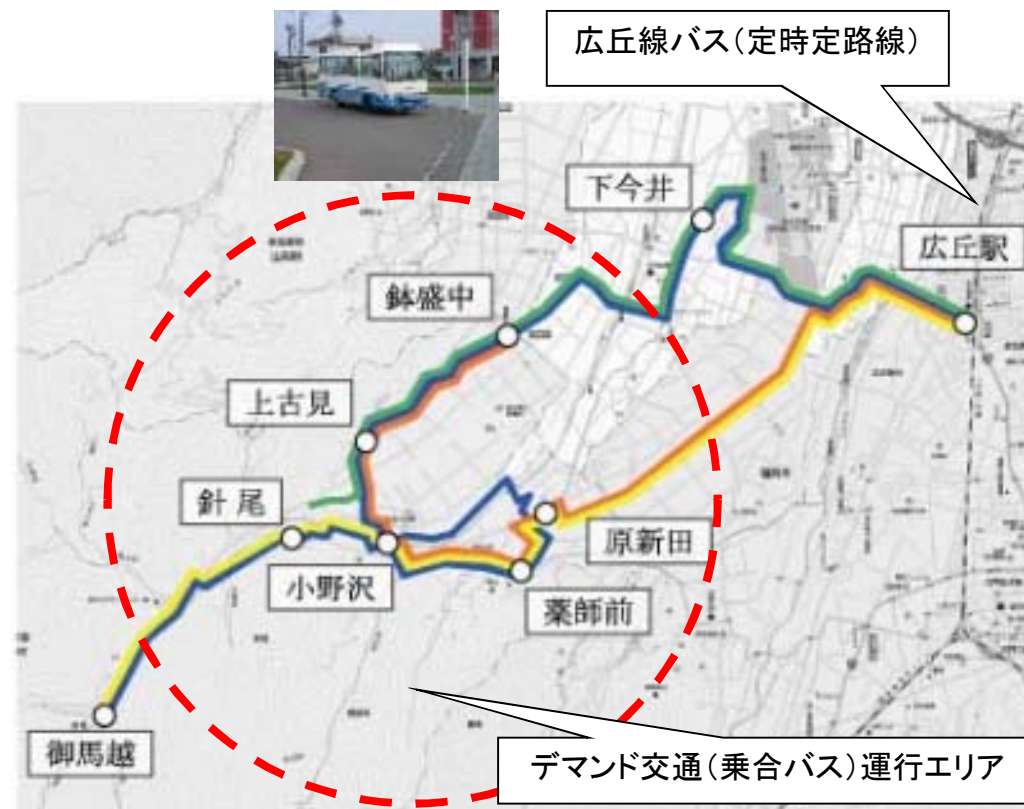 広丘線バス（定時定路線）
下今井
広丘駅
鉢盛中
上古見
針尾
原新田
小野沢
薬師前
御馬越
デマンド交通（乗合バス）運行エリア